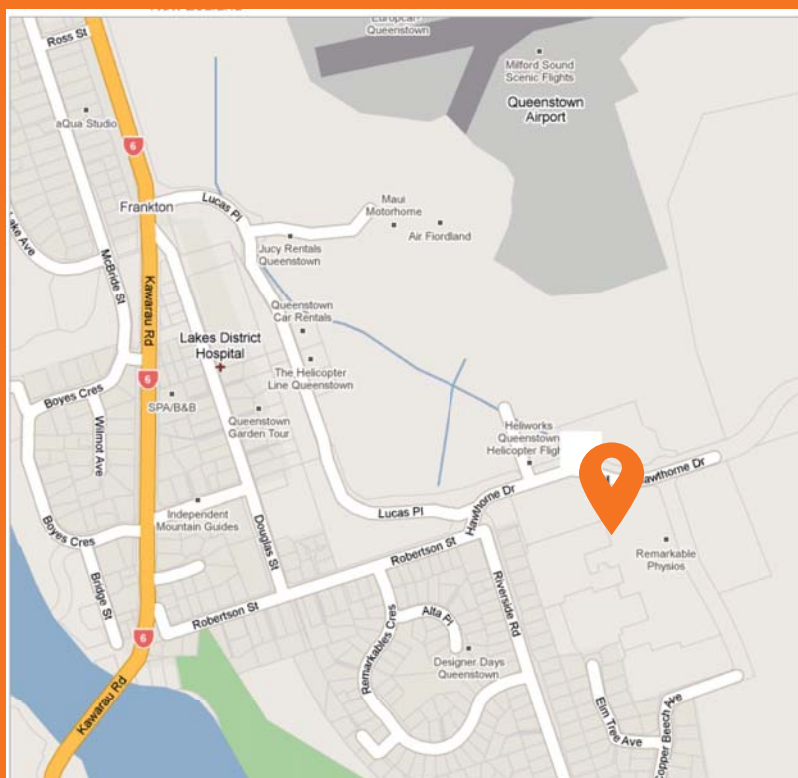 New Zealand
Ross St
Europcar-
Queenstown
Milford Sound
Scenic Flights
Queenstown
Airport
aQua Studio
6
Frankton
Lucas Pl
Maui
Motorhome
Air Fiordland
Jucy Rentals
Queenstown
Lake Ave
McBride St
Kawarau Rd
Queenstown
Car Rentals
Lakes District
Hospital
The Helicopter
Line Queenstown
6
Boyes Cres
SPA/B&B
Wilmot Ave
Queenstown
Garden Tour
Heliworks
Queenstown
Helicopter
Hawthorne Dr
Hawthorne Dr
Independent
Mountain Guides
Lucas Pl
Boyes Cres
Douglas St
Robertson St
Remarkable
Physios
Bridge St
Robertson St
Riverside Rd
Remarkables Cres
Alta Pl
6
Designer Days
Queenstown
Kawarau Rd
Elm Tree Ave
Copper Beech Ave